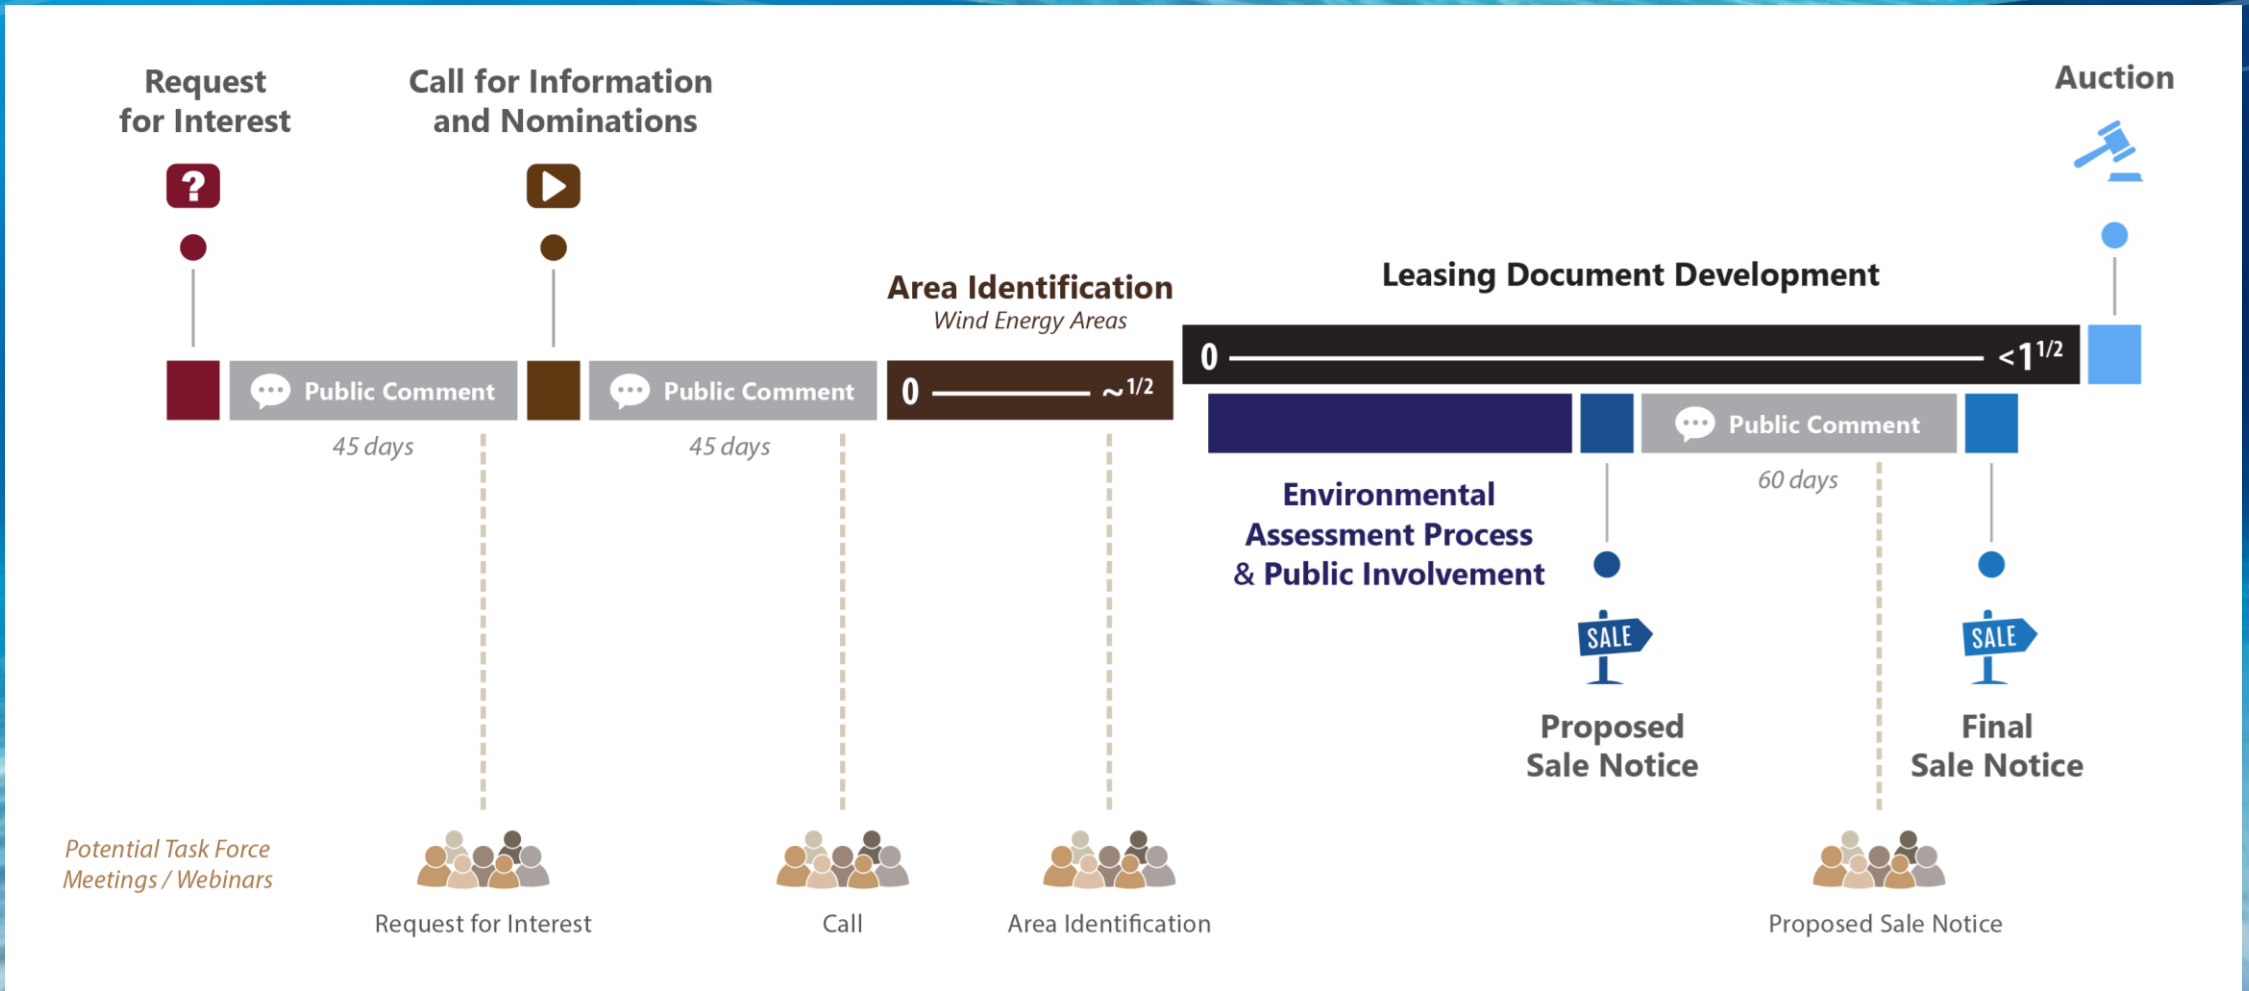 Request
for Interest
?
Call for Information
and Nominations
Auction
Area Identification
Wind Energy Areas
Leasing Document Development
Public Comment
45 days
Public Comment
45 days
0 ~1/2
0 <1 1/2
Public Comment
60 days
Environmental
Assessment Process
& Public Involvement
SALE
Proposed
Sale Notice
SALE
Final
Sale Notice
Potential Task Force
Meetings / Webinars
Request for Interest
Call
Area Identification
Proposed Sale Notice